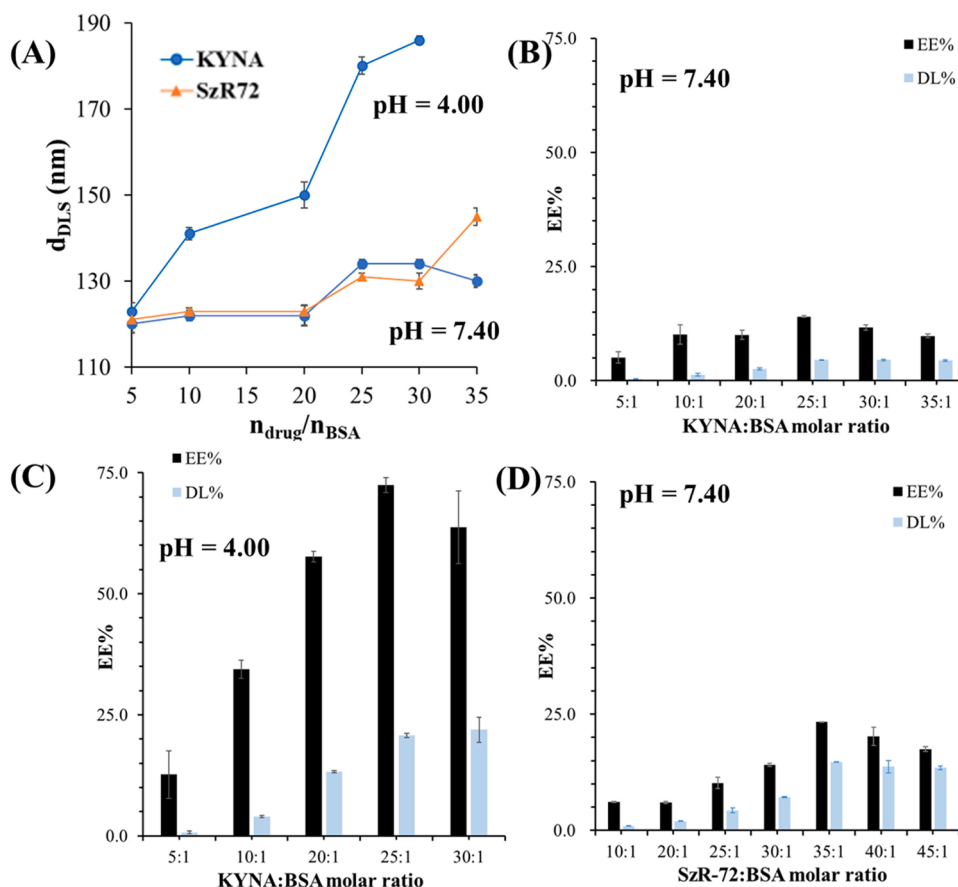 (A)
190
170
150
130
110
d_DLS (nm)
KYNA
SzR72
pH = 4.00
pH = 7.40
5 10 15 20 25 30 35
n_drug/n_BSA
(B)
75.0
50.0
25.0
0.0
EE%
pH = 7.40
EE%
DL%
5:1 10:1 20:1 25:1 30:1 35:1
KYNA:BSA molar ratio
(C)
EE%
DL%
75.0
50.0
25.0
0.0
EE%
pH = 4.00
5:1 10:1 20:1 25:1 30:1
KYNA:BSA molar ratio
(D)
75.0
50.0
25.0
0.0
EE%
pH = 7.40
EE%
DL%
10:1 20:1 25:1 30:1 35:1 40:1 45:1
SzR-72:BSA molar ratio